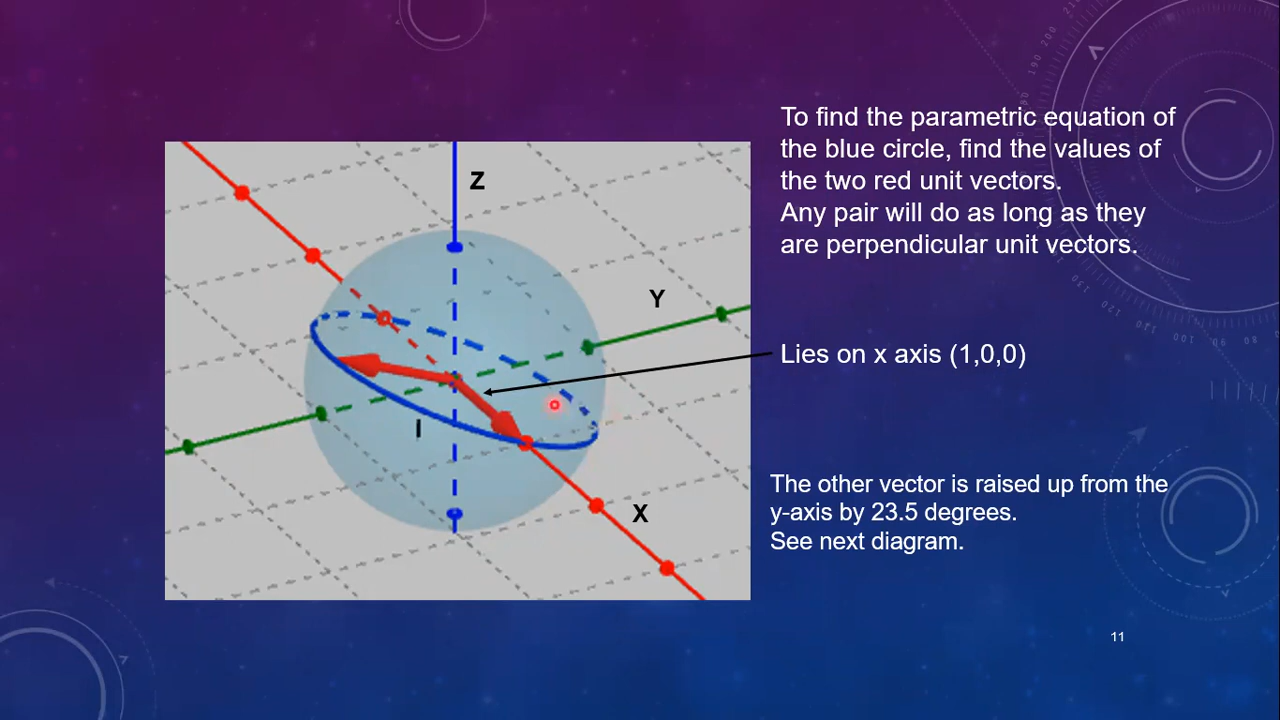 To find the parametric equation of
the blue circle, find the values of
the two red unit vectors.
Any pair will do as long as they
are perpendicular unit vectors.
Z
Y
Lies on x axis (1,0,0)
I
X
The other vector is raised up from the
y-axis by 23.5 degrees.
See next diagram.
11